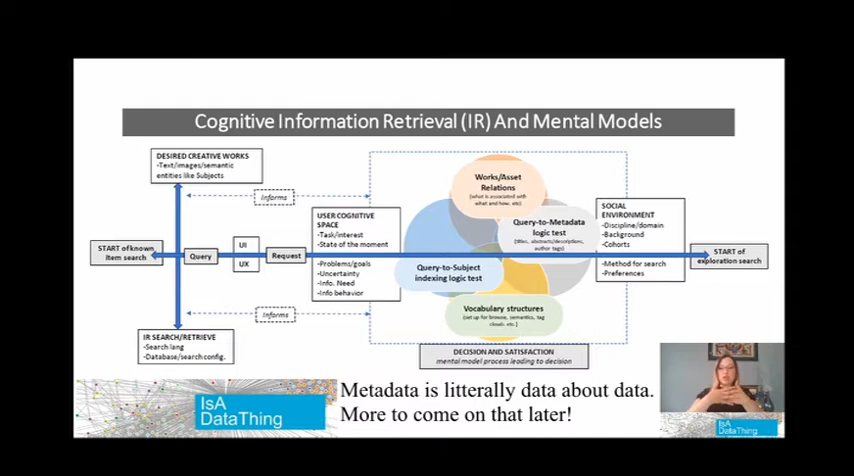 Cognitive Information Retrieval (IR) And Mental Models
DESIRED CREATIVE WORKS
-Text/images/semantic
entities like Subjects
Informs
START of known
item search
Query
UI
UX
Request
USER COGNITIVE
SPACE
-Task/interest
-State of the moment
-Problems/goals
-Uncertainty
-Info. Need
-Info behavior
Works/Asset
Relations
(what is associated with
what and how, etc)
Query-to-Metadata
logic test
(titles, abstracts/descriptions,
author tags)
Query-to-Subject
indexing logic test
Vocabulary structures
(set up for browse, semantics, tag
clouds etc.)
SOCIAL
ENVIRONMENT
-Discipline/domain
-Background
-Cohorts
-Method for search
-Preferences
START of
exploration search
Informs
IR SEARCH/RETRIEVE
-Search lang
-Database/search config.
DECISION AND SATISFACTION
mental model process leading to decision
IsA
DataThing
Metadata is litterally data about data.
More to come on that later!
IsA
DataThing